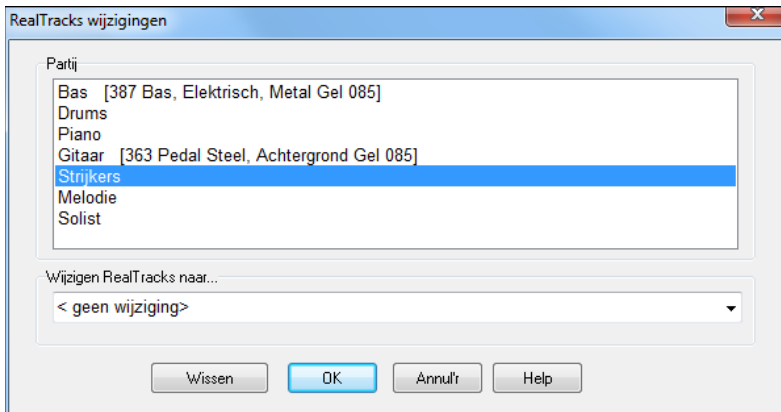 RealTracks wijzigingen
Partij
Bas [387 Bas, Elektrisch, Metal Gel 085]
Drums
Piano
Gitaar [363 Pedal Steel, Achtergrond Gel 085]
Strijkers
Melodie
Solist
Wijzigen RealTracks naar...
< geen wijziging>
Wissen OK Annul'r Help